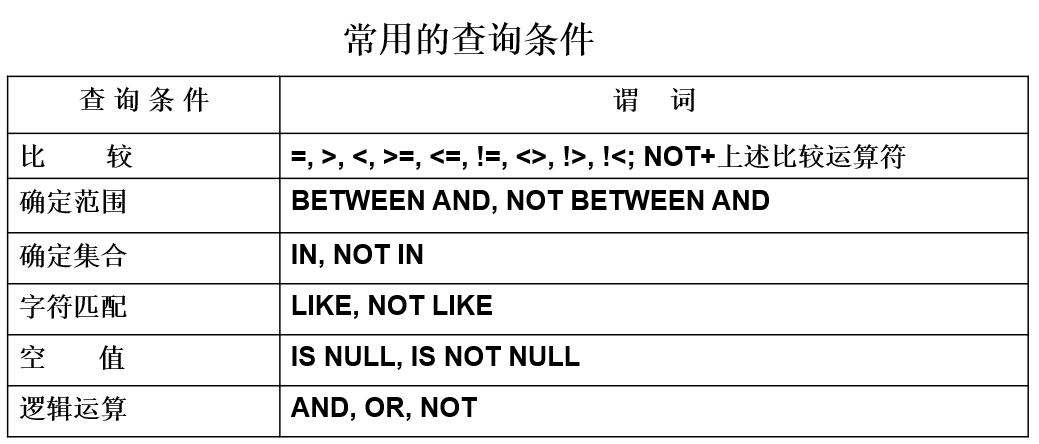 常用的查询条件
查询条件 谓 词
比 较 =, >, <, >=, <=, !=, <>, !>, !<; NOT+上述比较运算符
确定范围 BETWEEN AND, NOT BETWEEN AND
确定集合 IN, NOT IN
字符匹配 LIKE, NOT LIKE
空 值 IS NULL, IS NOT NULL
逻辑运算 AND, OR, NOT